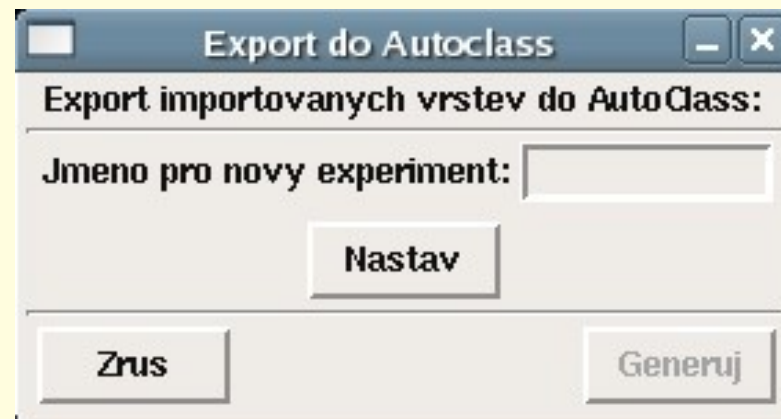 Export do Autoclass
Export importovanych vrstev do AutoClass:
Jmeno pro novy experiment:
Nastav
Zrus Generuj